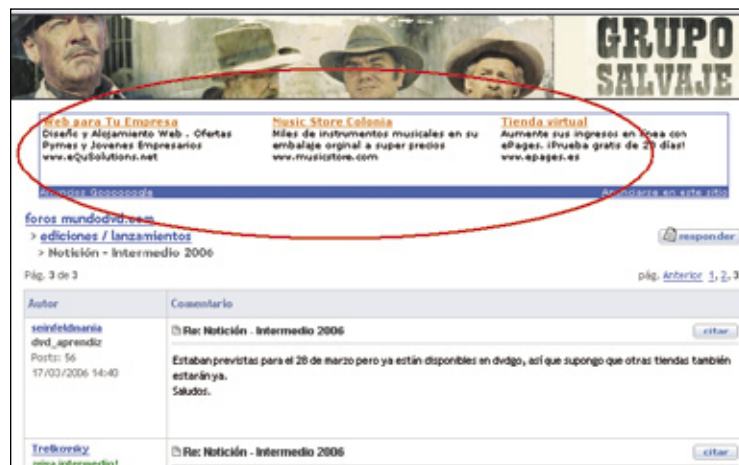 GRUPO
SALVAJE
Web para Tu Empresa
Diseño y Alojamiento Web . Ofertas
Pymes y Jovenes Empresarios
www.eQuSolutions.net
Music Store Colonia
Miles de instrumentos musicales en su
embalaje orginal a super precios
www.musicstore.com
Tienda virtual
Aumente sus ingresos en línea con
ePages. ¡Prueba gratis de 20 días!
www.epages.es
Anuncios Goooooogle
Anunciarse en este sitio
foros mundodvd.com
> ediciones / lanzamientos
> Notición - Intermedio 2006
responder
Pág. 3 de 3
pág. Anterior 1, 2, 3
Autor
Comentario
seinfeldmania
dvd_aprendiz
Posts: 56
17/03/2006 14:40
Re: Notición - Intermedio 2006
citar
Estaban previstas para el 28 de marzo pero ya están disponibles en dvdgo, así que supongo que otras tiendas también
estarán ya.
Saludos.
Trelkovsky
Re: Notición - Intermedio 2006
citar